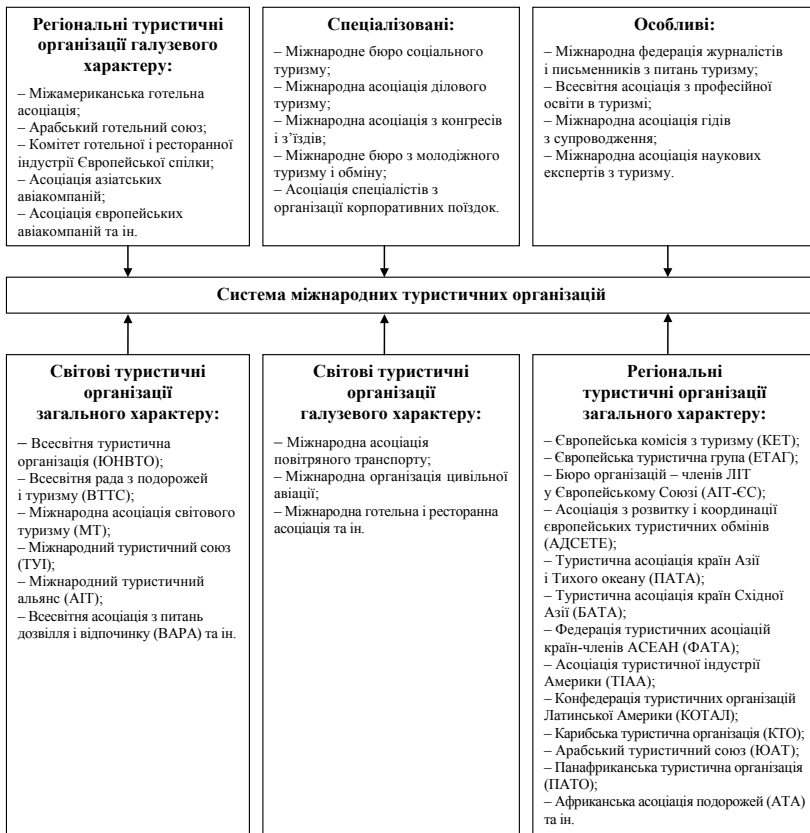 Регіональні туристичні
організації галузевого
характеру:
– Міжамериканська готельна
асоціація;
– Арабський готельний союз;
– Комітет готельної і ресторанної
індустрії Європейської спілки;
– Асоціація азіатських
авіакомпаній;
– Асоціація європейських
авіакомпаній та ін.
Спеціалізовані:
– Міжнародне бюро соціального
туризму;
– Міжнародна асоціація ділового
туризму;
– Міжнародна асоціація з конгресів
і з’їздів;
– Міжнародне бюро з молодіжного
туризму і обміну;
– Асоціація спеціалістів з
організації корпоративних поїздок.
Особливі:
– Міжнародна федерація журналістів
і письменників з питань туризму;
– Всесвітня асоціація з професійної
освіти в туризмі;
– Міжнародна асоціація гідів
з супроводження;
– Міжнародна асоціація наукових
експертів з туризму.
Система міжнародних туристичних організацій
Світові туристичні
організації
загального характеру:
– Всесвітня туристична
організація (ЮНВТО);
– Всесвітня рада з подорожей
і туризму (ВТТС);
– Міжнародна асоціація світового
туризму (МТ);
– Міжнародний туристичний союз
(ТУІ);
– Міжнародний туристичний
альянс (АІТ);
– Всесвітня асоціація з питань
дозвілля і відпочинку (ВАРА) та ін.
Світові туристичні
організації
галузевого характеру:
– Міжнародна асоціація
повітряного транспорту;
– Міжнародна організація цивільної
авіації;
– Міжнародна готельна і ресторанна
асоціація та ін.
Регіональні
туристичні організації
загального характеру:
– Європейська комісія з туризму (КЕТ);
– Європейська туристична група (ЕТАГ);
– Бюро організацій – членів ЛІТ
у Європейському Союзі (АІТ-ЄС);
– Асоціація з розвитку і координації
європейських туристичних обмінів
(АДСЕТЕ);
– Туристична асоціація країн Азії
і Тихого океану (ПАТА);
– Туристична асоціація країн Східної
Азії (БАТА);
– Федерація туристичних асоціацій
країн-членів АСЕАН (ФАТА);
– Асоціація туристичної індустрії
Америки (ТІАА);
– Конфедерація туристичних організацій
Латинської Америки (КОТАЛ);
– Карибська туристична організація (КТО);
– Арабський туристичний союз (ЮАТ);
– Панафриканська туристична організація
(ПАТО);
– Африканська асоціація подорожей (АТА)
та ін.